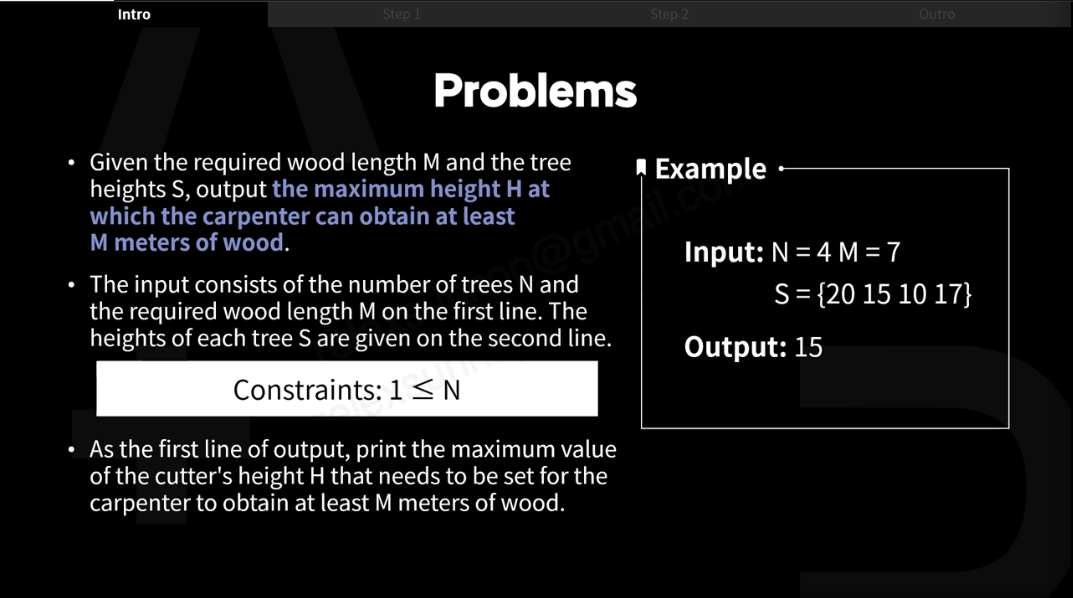 Intro
Step 1
Step 2
Outro
Problems
• Given the required wood length M and the tree
heights S, output the maximum height H at
which the carpenter can obtain at least
M meters of wood.
• The input consists of the number of trees N and
the required wood length M on the first line. The
heights of each tree S are given on the second line.
Constraints: 1 ≤ N
• As the first line of output, print the maximum value
of the cutter's height H that needs to be set for the
carpenter to obtain at least M meters of wood.
Example
Input: N = 4 M = 7
S = {20 15 10 17}
Output: 15